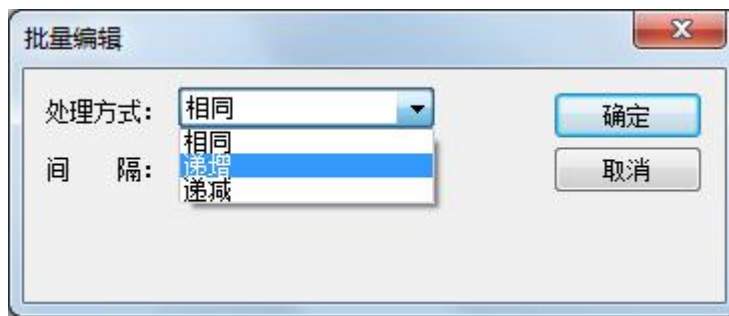 批量编辑
处理方式： 相同 确定
相同
间 隔： 递增 取消
递减